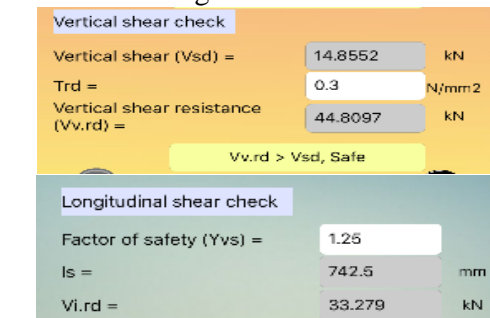 Vertical shear check
Vertical shear (Vsd) = 14.8552 kN
Trd = 0.3 N/mm2
Vertical shear resistance
(Vv.rd) = 44.8097 kN
Vv.rd > Vsd, Safe
Longitudinal shear check
Factor of safety (Yvs) = 1.25
Is = 742.5 mm
Vi.rd = 33.279 kN